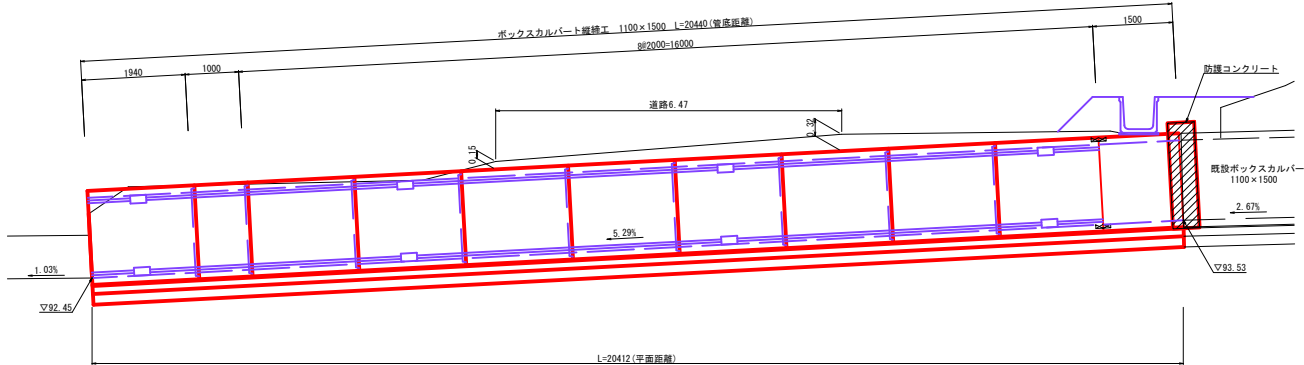 ボックスカルバート縦締工 1100×1500 L=20440(管底距離)
1500
8@2000=16000
1940
1000
防護コンクリート
道路6.47
0.32
0.15
既設ボックスカルバー
1100×1500
2.67%
5.29%
1.03%
▽93.53
▽92.45
L=20412(平面距離)